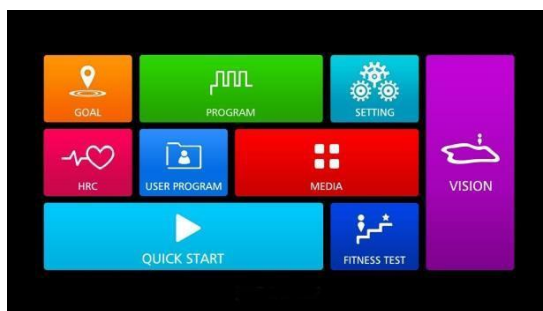 GOAL
PROGRAM
SETTING
HRC
USER PROGRAM
MEDIA
VISION
QUICK START
FITNESS TEST